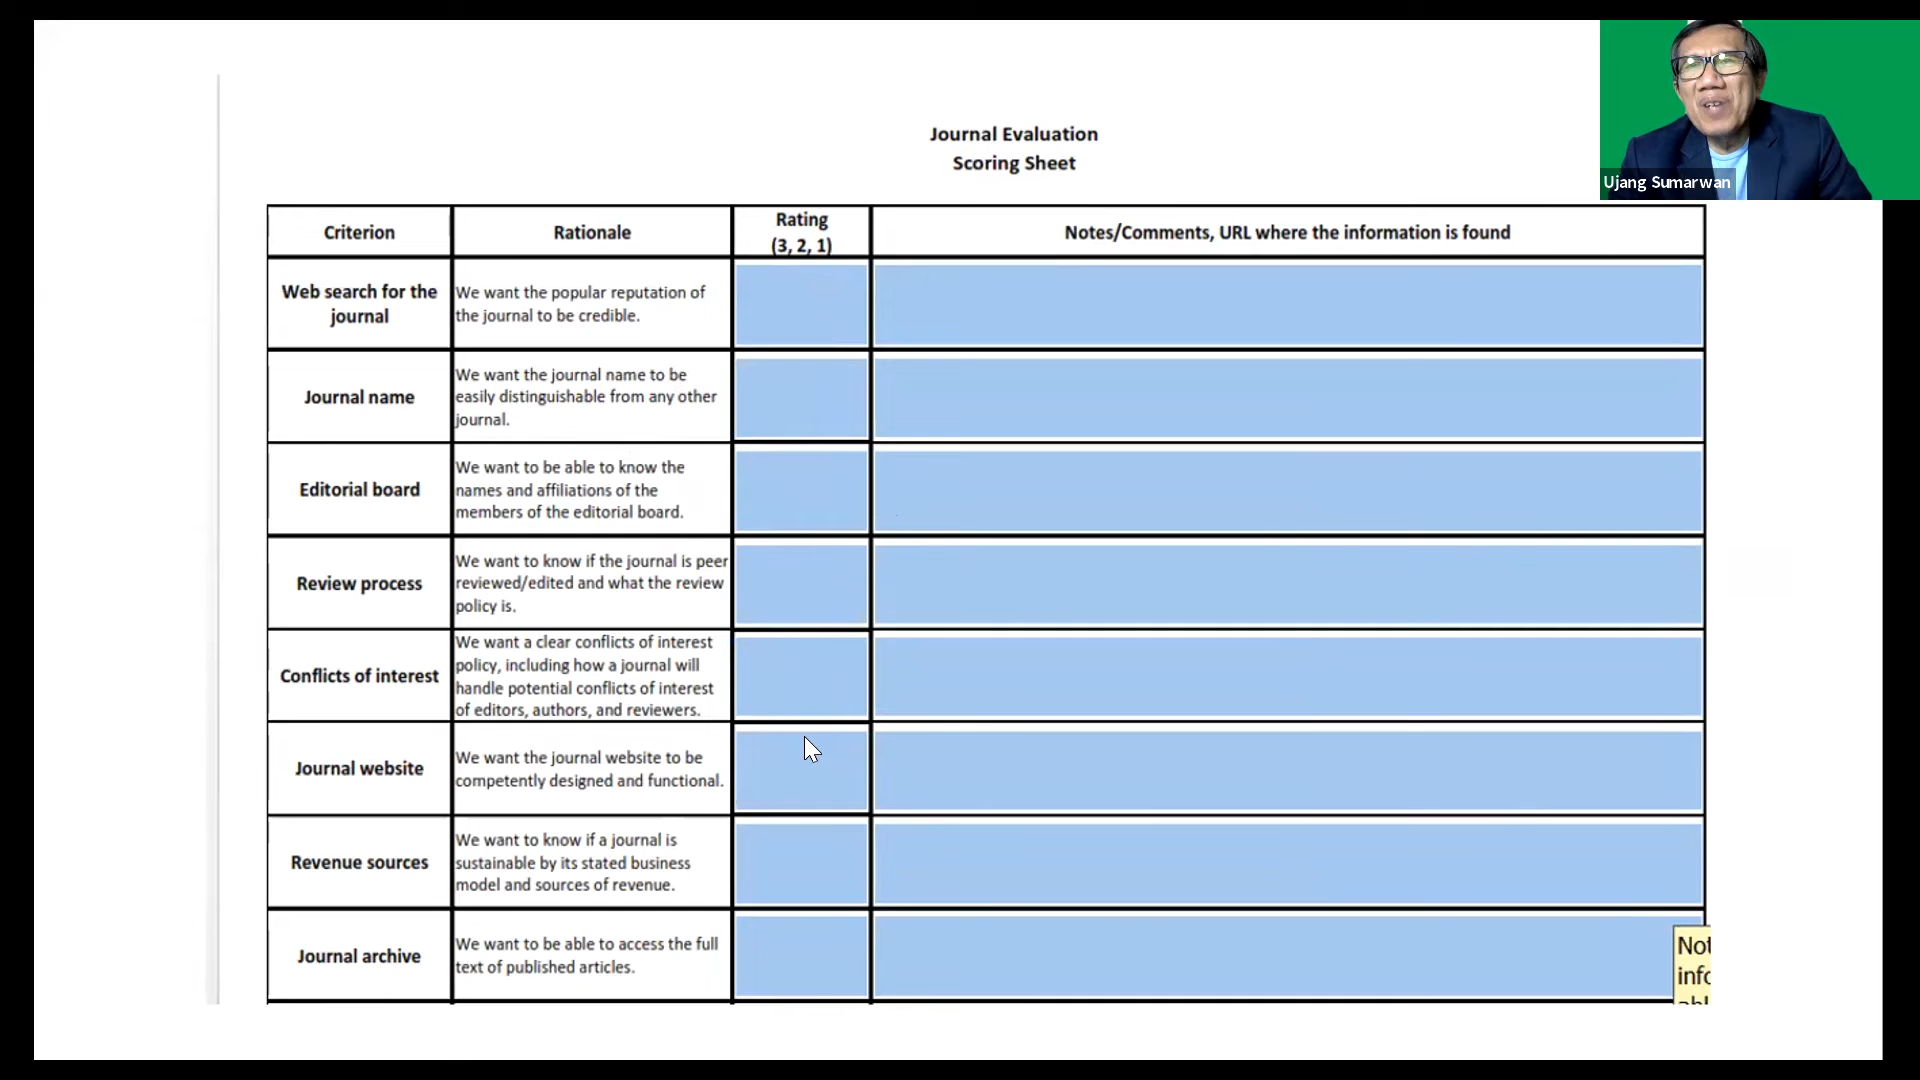 Journal Evaluation
Scoring Sheet
Ujang Sumarwan
Criterion
Rationale
Rating
(3, 2, 1)
Notes/Comments, URL where the information is found
Web search for the
journal
We want the popular reputation of
the journal to be credible.
Journal name
We want the journal name to be
easily distinguishable from any other
journal.
Editorial board
We want to be able to know the
names and affiliations of the
members of the editorial board.
Review process
We want to know if the journal is peer
reviewed/edited and what the review
policy is.
Conflicts of interest
We want a clear conflicts of interest
policy, including how a journal will
handle potential conflicts of interest
of editors, authors, and reviewers.
Journal website
We want the journal website to be
competently designed and functional.
Revenue sources
We want to know if a journal is
sustainable by its stated business
model and sources of revenue.
Journal archive
We want to be able to access the full
text of published articles.